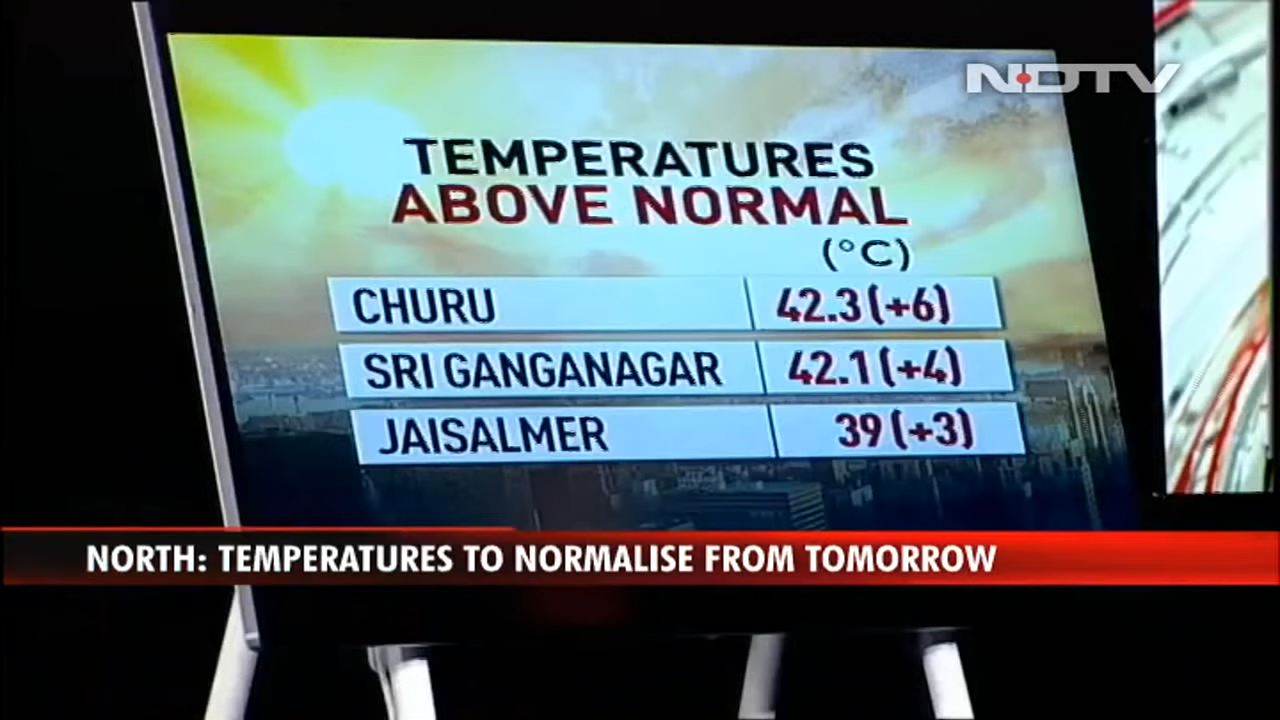 NDTV
TEMPERATURES
ABOVE NORMAL
(°C)
CHURU 42.3 (+6)
SRI GANGANAGAR 42.1 (+4)
JAISALMER 39 (+3)
NORTH: TEMPERATURES TO NORMALISE FROM TOMORROW